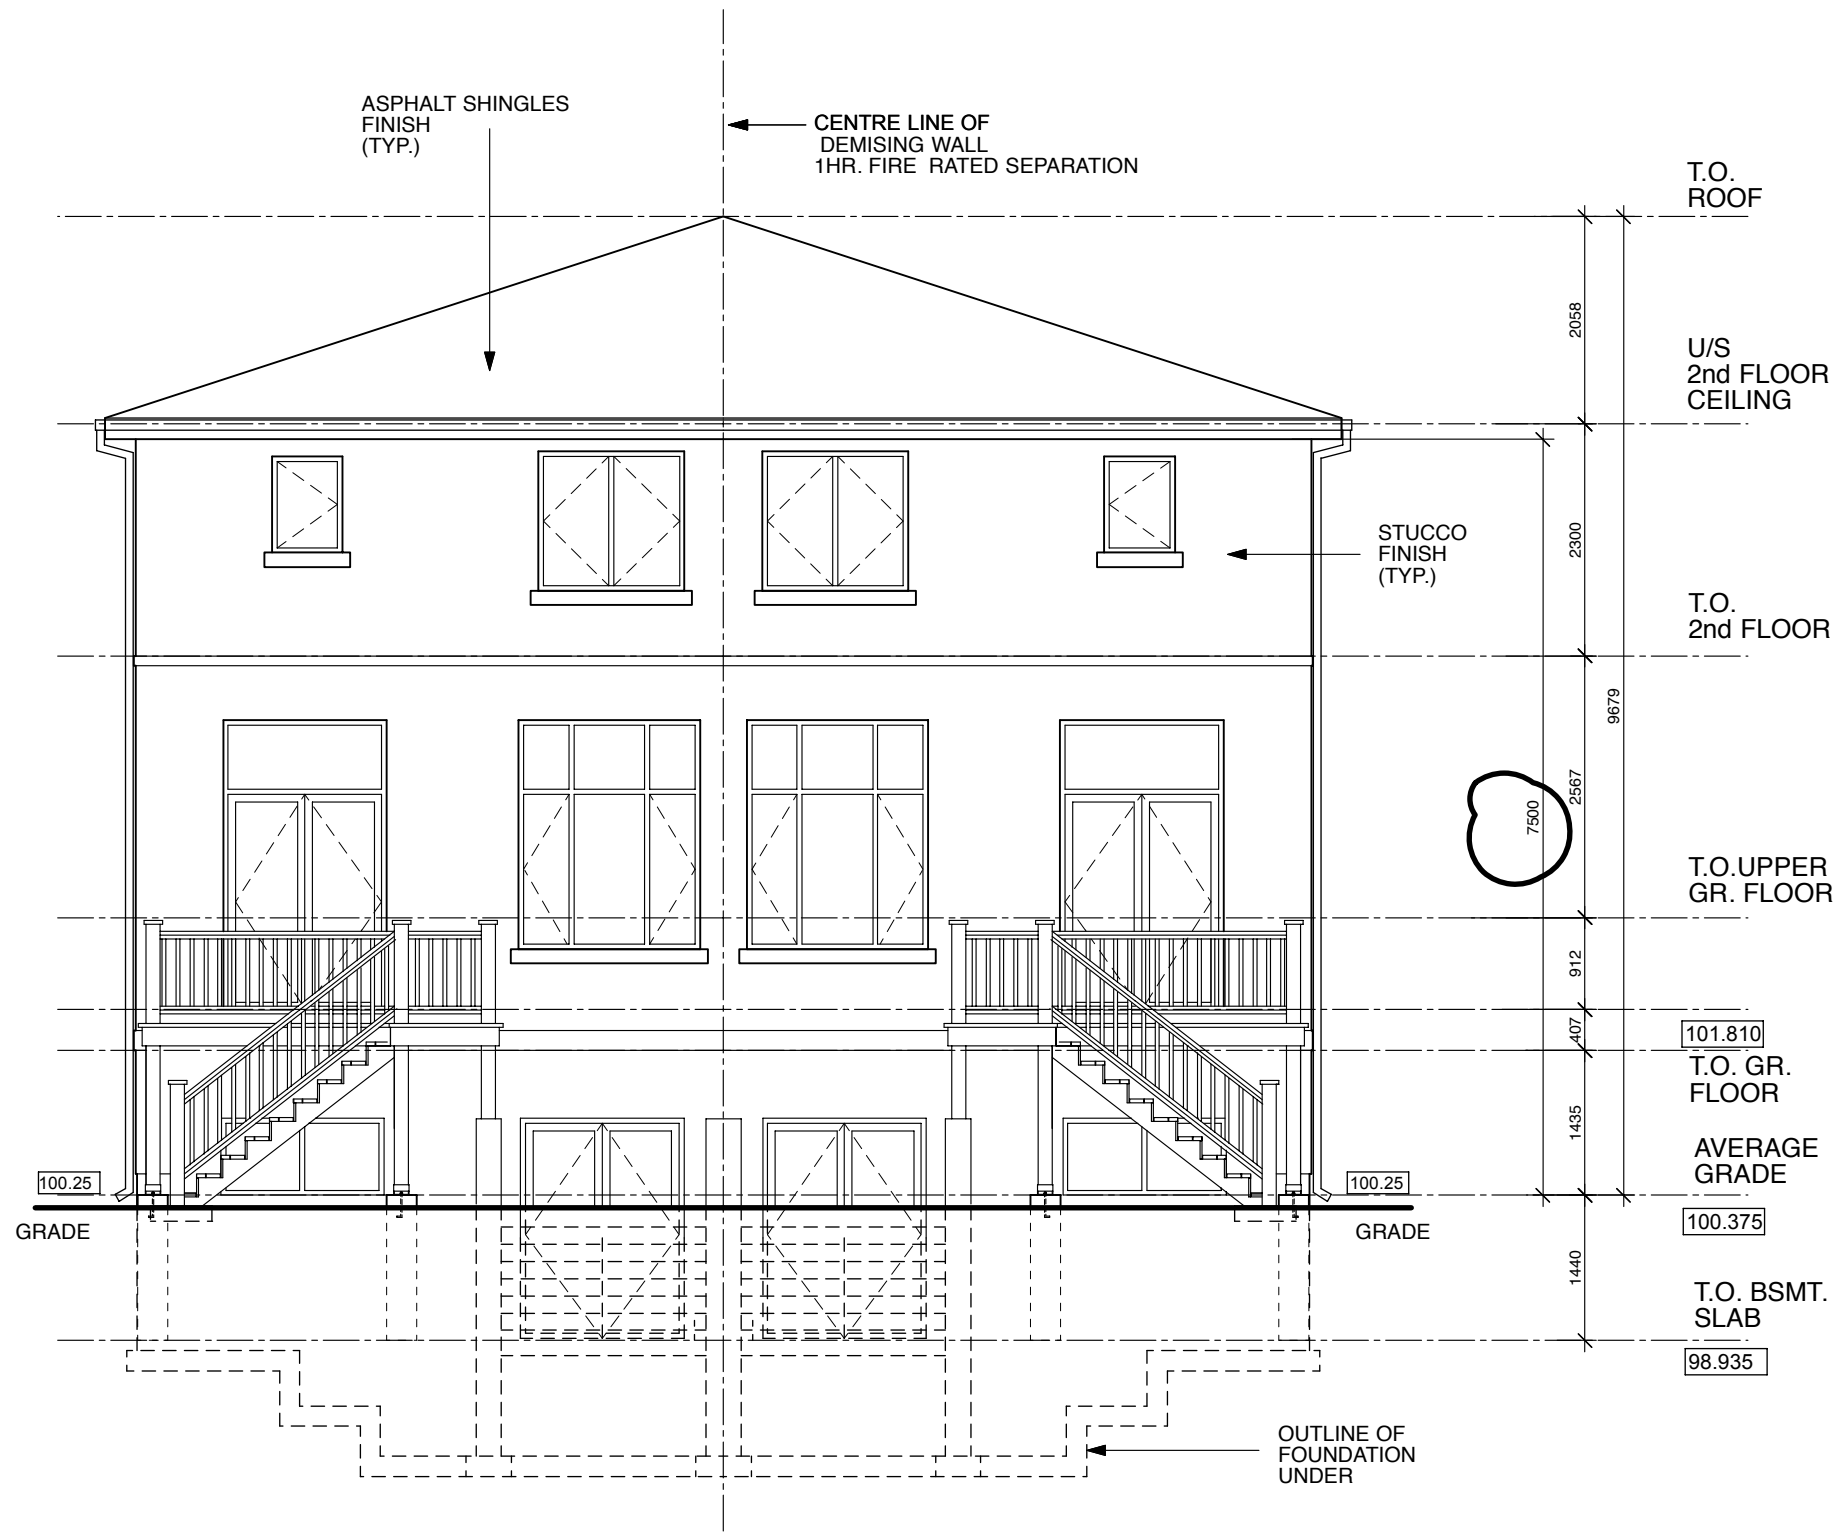 ASPHALT SHINGLES
FINISH
(TYP.)
CENTRE LINE OF
DEMISING WALL
1HR. FIRE RATED SEPARATION
T.O.
ROOF
2058
U/S
2nd FLOOR
CEILING
STUCCO
FINISH
(TYP.)
2300
T.O.
2nd FLOOR
9679
2567
7500
T.O.UPPER
GR. FLOOR
912
407
101.810
T.O. GR.
FLOOR
1435
AVERAGE
GRADE
100.25
100.25
100.375
GRADE
GRADE
1440
T.O. BSMT.
SLAB
98.935
OUTLINE OF
FOUNDATION
UNDER